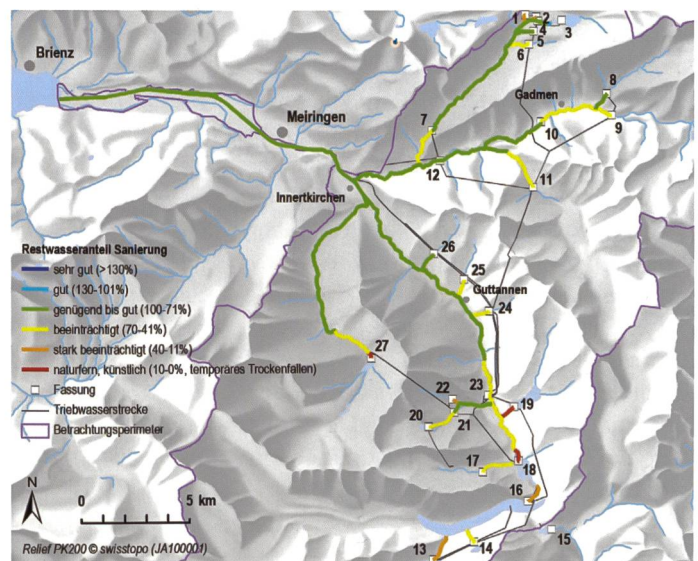 1
2
3
4
5
6
Brienz
8
Gadmen
7
9
10
Meiringen
12
11
Innertkirchen
Restwasseranteil Sanierung
sehr gut (>130%)
gut (130-101%)
genügend bis gut (100-71%)
beeinträchtigt (70-41%)
stark beeinträchtigt (40-11%)
naturfern, künstlich (10-0%, temporäres Trockenfallen)
Fassung
Triebwasserstrecke
Betrachtungsperimeter
26
25
Guttannen
24
27
22
23
19
20
21
17
18
16
N
0
5 km
13
14
15
Relief PK200 © swisstopo (JA100001)